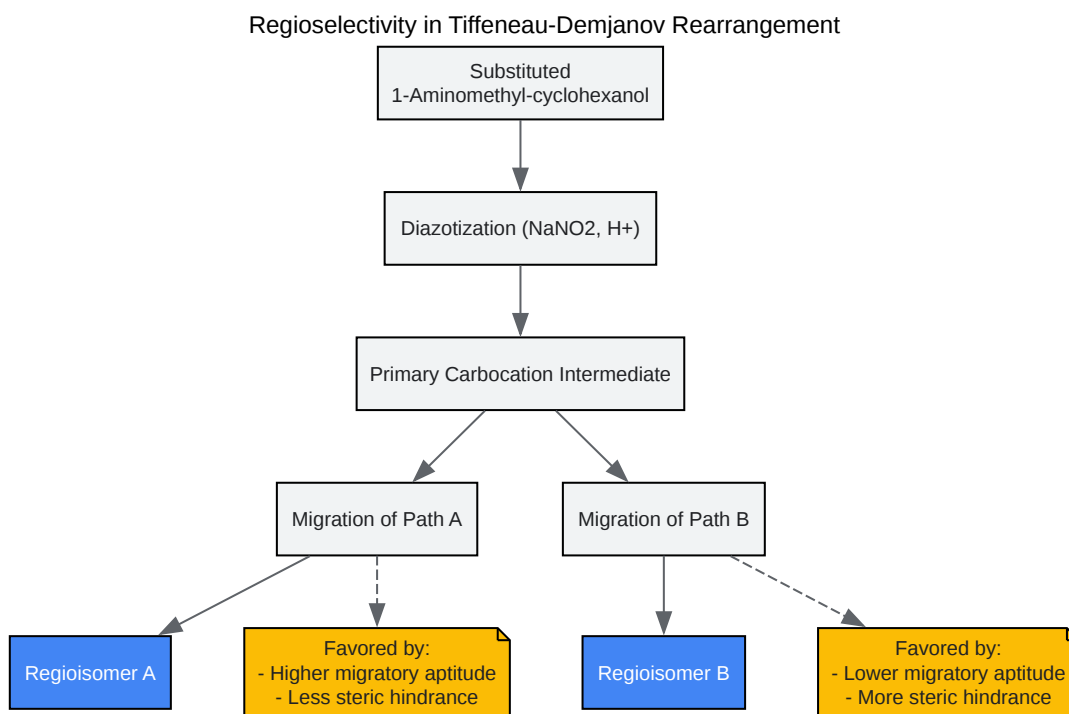 Regioselectivity in Tiffeneau-Demjanov Rearrangement
Substituted
1-Aminomethyl-cyclohexanol
Diazotization (NaNO2, H+)
Primary Carbocation Intermediate
Migration of Path A
Migration of Path B
Regioisomer A
Favored by:
- Higher migratory aptitude
- Less steric hindrance
Regioisomer B
Favored by:
- Lower migratory aptitude
- More steric hindrance